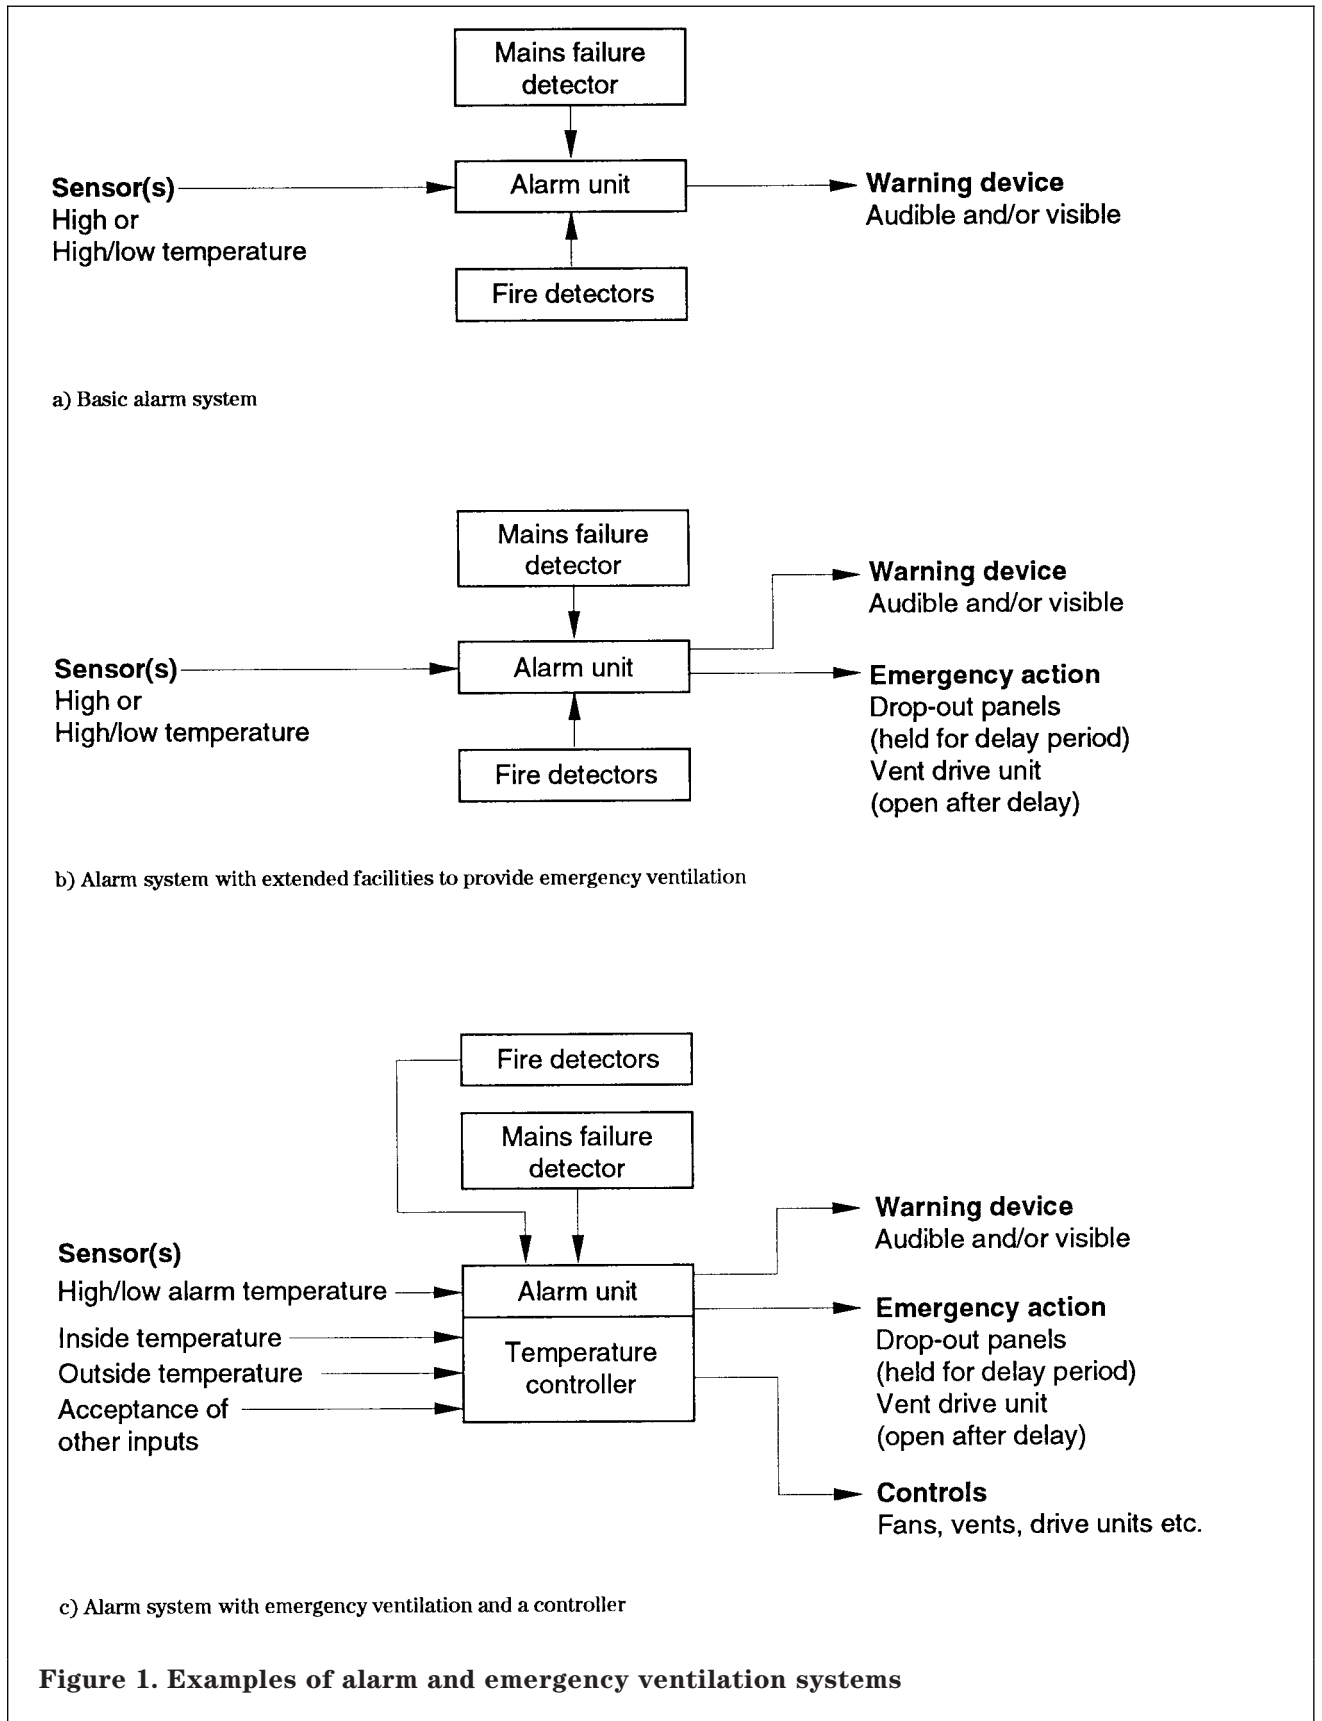 Mains failure
detector
Sensor(s)
High or
High/low temperature
Alarm unit
Warning device
Audible and/or visible
Fire detectors
a) Basic alarm system
Mains failure
detector
Sensor(s)
High or
High/low temperature
Alarm unit
Warning device
Audible and/or visible
Emergency action
Drop-out panels
(held for delay period)
Vent drive unit
(open after delay)
Fire detectors
b) Alarm system with extended facilities to provide emergency ventilation
Fire detectors
Mains failure
detector
Sensor(s)
High/low alarm temperature
Inside temperature
Outside temperature
Acceptance of
other inputs
Alarm unit
Temperature
controller
Warning device
Audible and/or visible
Emergency action
Drop-out panels
(held for delay period)
Vent drive unit
(open after delay)
Controls
Fans, vents, drive units etc.
c) Alarm system with emergency ventilation and a controller
Figure 1. Examples of alarm and emergency ventilation systems